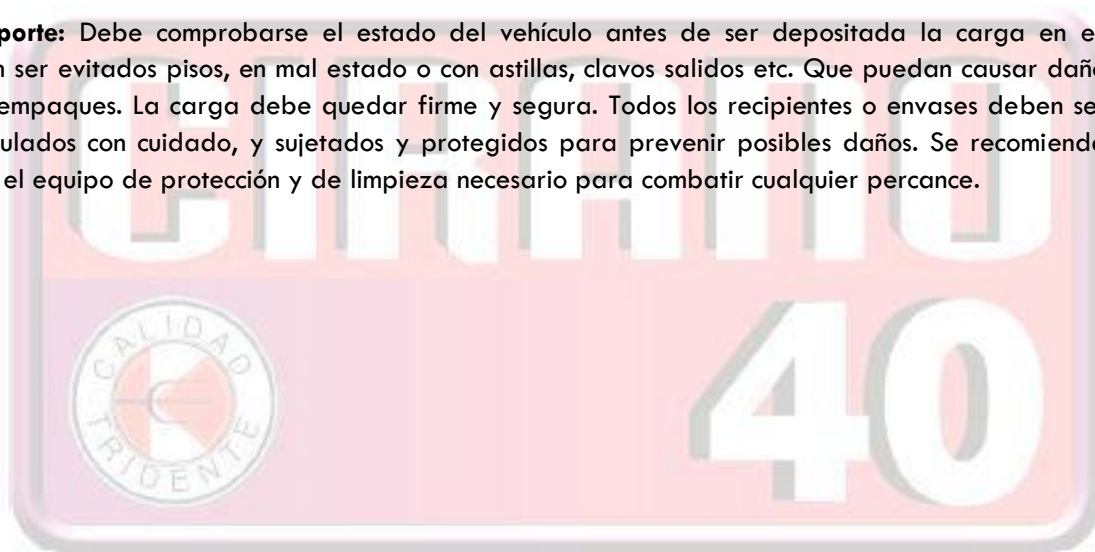 porte: Debe comprobarse el estado del vehículo antes de ser depositada la carga en e
n ser evitados pisos, en mal estado o con astillas, clavos salidos etc. Que puedan causar daño
empaques. La carga debe quedar firme y segura. Todos los recipientes o envases deben se
ulados con cuidado, y sujetados y protegidos para prevenir posibles daños. Se recomienda
el equipo de protección y de limpieza necesario para combatir cualquier percance.
CIRANO
CALIDAD
TRIDENTE
40